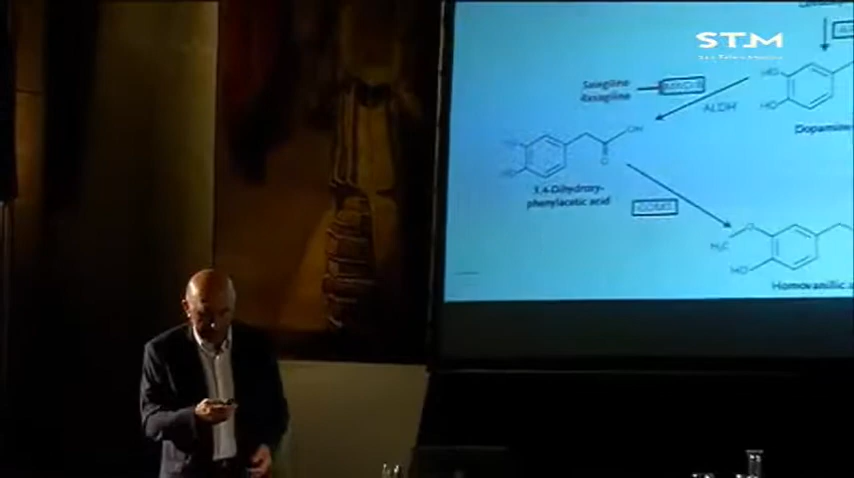 STM
Selegiline
Rasagiline
MAO-B
ALDH
HO
HO
Dopamine
OH
O
3,4-Dihydroxy-
phenylacetic acid
COMT
H₃C
O
HO
Homovanillic a